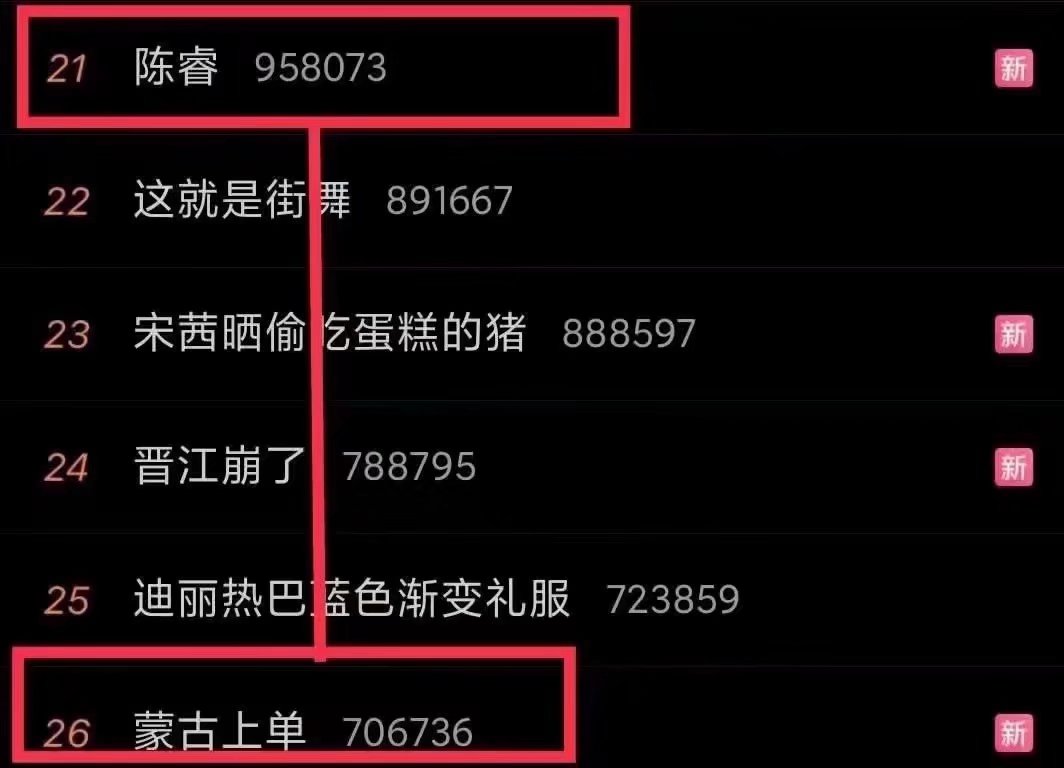 21 陈睿 958073 新
22 这就是街舞 891667
23 宋茜晒偷吃蛋糕的猪 888597 新
24 晋江崩了 788795 新
25 迪丽热巴蓝色渐变礼服 723859
26 蒙古上单 706736 新